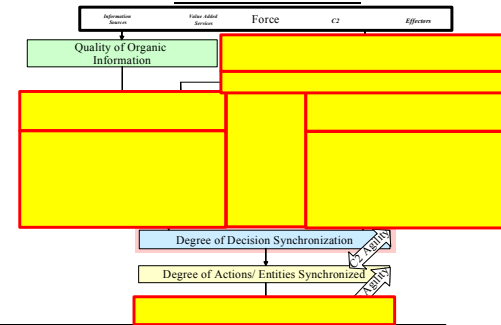 Information Sources
Value Added Services
Force
C2
Effectors
Quality of Organic
Information
Degree of Decision Synchronization
C2 Agility
Degree of Actions/ Entities Synchronized
Agility